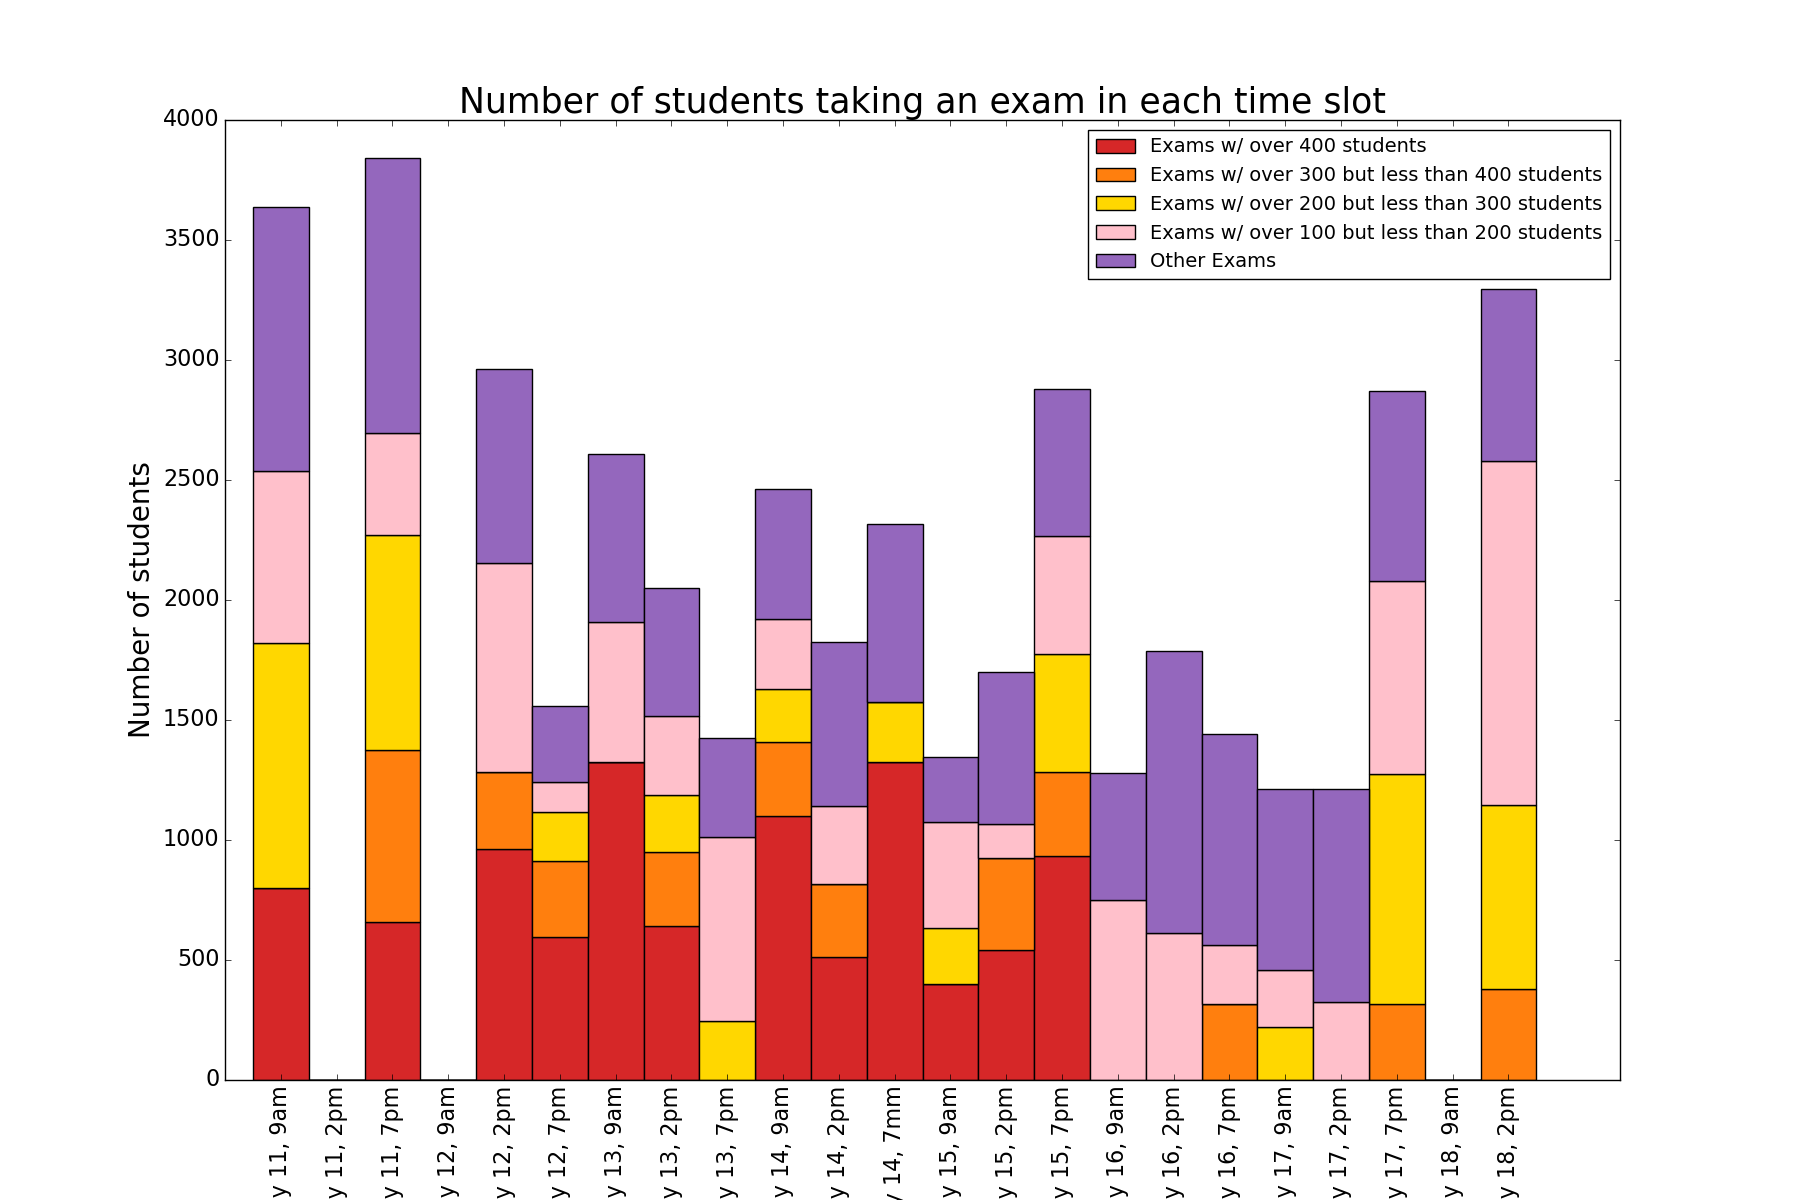 Number of students taking an exam in each time slot
Exams w/ over 400 students
Exams w/ over 300 but less than 400 students
Exams w/ over 200 but less than 300 students
Exams w/ over 100 but less than 200 students
Other Exams
Number of students
4000
3500
3000
2500
2000
1500
1000
500
0
y 11, 9am
y 11, 2pm
y 11, 7pm
y 12, 9am
y 12, 2pm
y 12, 7pm
y 13, 9am
y 13, 2pm
y 13, 7pm
y 14, 9am
y 14, 2pm
y 14, 7mm
y 15, 9am
y 15, 2pm
y 15, 7pm
y 16, 9am
y 16, 2pm
y 16, 7pm
y 17, 9am
y 17, 2pm
y 17, 7pm
y 18, 9am
y 18, 2pm